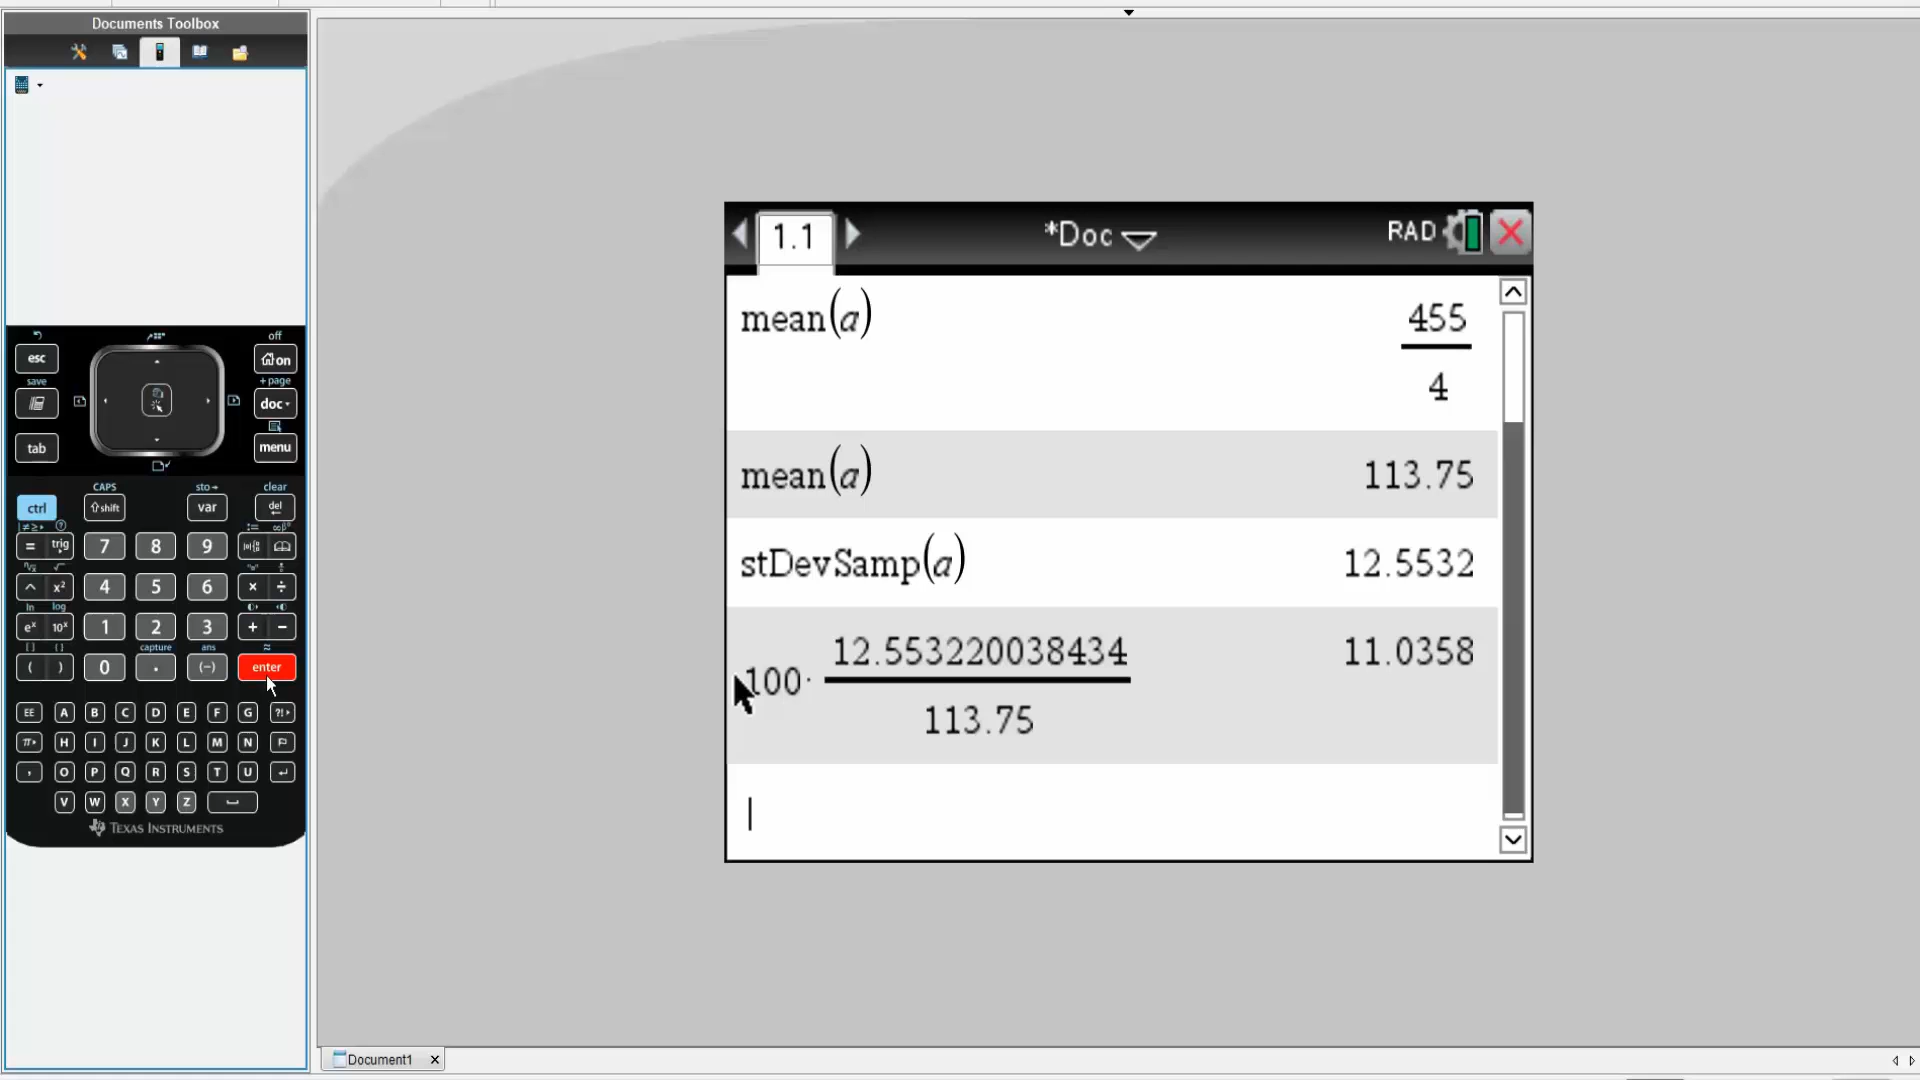 Documents Toolbox
1.1
*Doc
RAD
mean(a)
455
4
mean(a)
113.75
stDevSamp(a)
12.5532
100·
12.553220038434
113.75
11.0358
off
esc
on
save
+ page
doc
tab
menu
CAPS
sto→
clear
ctrl
⇧shift
var
del
= trig 7 8 9
^ x² 4 5 6 × ÷
ln log
eˣ 10ˣ 1 2 3 + −
[ ] { } capture ans ≈
( ) 0 . (−) enter
EE A B C D E F G ?!▸
π▸ H I J K L M N
, O P Q R S T U ↵
V W X Y Z
TEXAS INSTRUMENTS
Document1